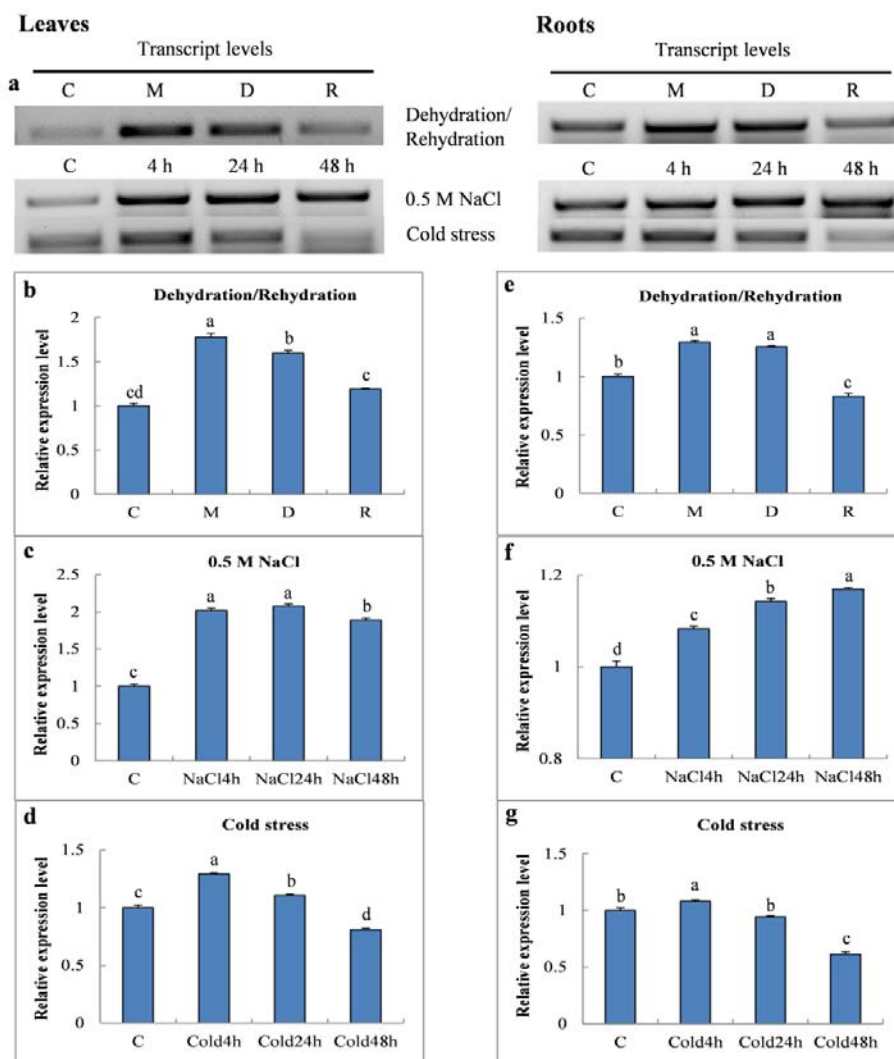 Leaves
Roots
Transcript levels
Transcript levels
a
C M D R
C M D R
Dehydration/
Rehydration
C 4 h 24 h 48 h
C 4 h 24 h 48 h
0.5 M NaCl
Cold stress
b
Dehydration/Rehydration
Relative expression level
2
1.5
1
0.5
0
cd a b c
C M D R
e
Dehydration/Rehydration
Relative expression level
1.5
1
0.5
0
b a a c
C M D R
c
0.5 M NaCl
Relative expression level
2.5
2
1.5
1
0.5
0
c a a b
C NaCl4h NaCl24h NaCl48h
f
0.5 M NaCl
Relative expression level
1.2
1
0.8
d c b a
C NaCl4h NaCl24h NaCl48h
d
Cold stress
Relative expression level
1.5
1
0.5
0
c a b d
C Cold4h Cold24h Cold48h
g
Cold stress
Relative expression level
1.5
1
0.5
0
b a b c
C Cold4h Cold24h Cold48h